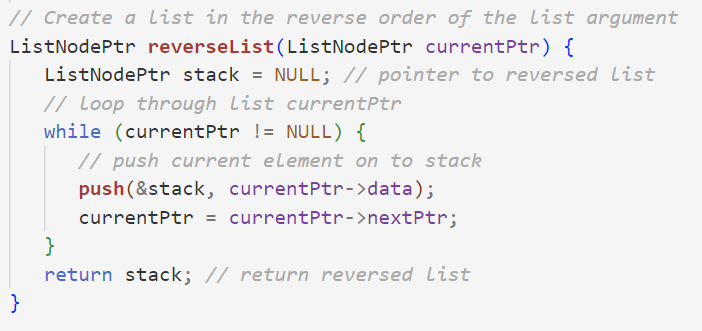 // Create a list in the reverse order of the list argument
ListNodePtr reverseList(ListNodePtr currentPtr) {
ListNodePtr stack = NULL; // pointer to reversed list
// loop through list currentPtr
while (currentPtr != NULL) {
// push current element on to stack
push(&stack, currentPtr->data);
currentPtr = currentPtr->nextPtr;
}
return stack; // return reversed list
}